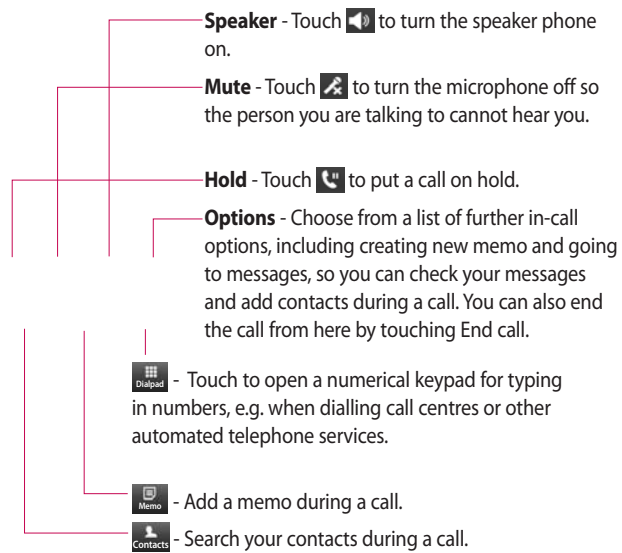 Speaker - Touch to turn the speaker phone
on.
Mute - Touch to turn the microphone off so
the person you are talking to cannot hear you.
Hold - Touch to put a call on hold.
Options - Choose from a list of further in-call
options, including creating new memo and going
to messages, so you can check your messages
and add contacts during a call. You can also end
the call from here by touching End call.
Dialpad - Touch to open a numerical keypad for typing
in numbers, e.g. when dialling call centres or other
automated telephone services.
Memo - Add a memo during a call.
Contacts - Search your contacts during a call.